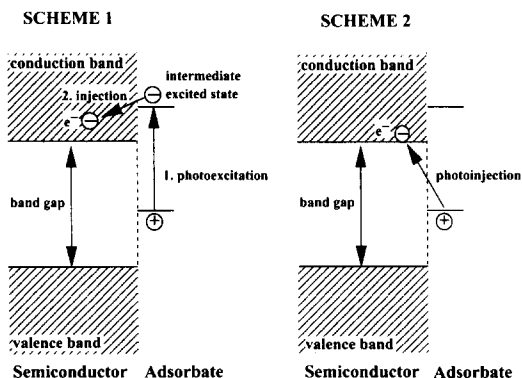 SCHEME 1
conduction band
2. injection
intermediate
excited state
e⁻
1. photoexcitation
band gap
valence band
Semiconductor Adsorbate
SCHEME 2
conduction band
e⁻
photoinjection
band gap
valence band
Semiconductor Adsorbate